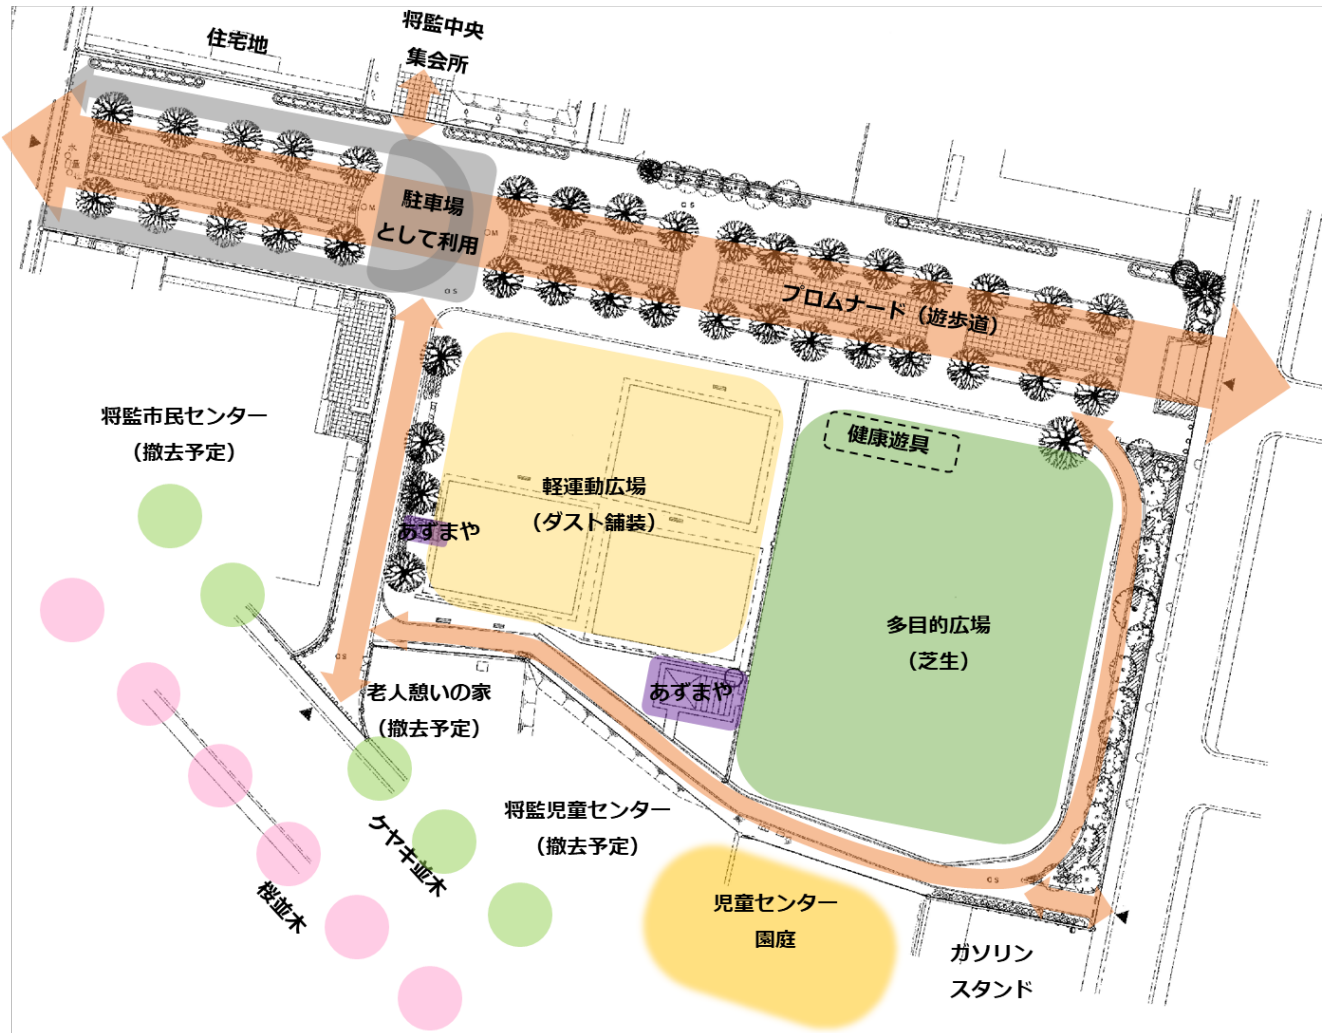 将監中央
集会所
住宅地
駐車場
として利用
プロムナード（遊歩道）
将監市民センター
（撤去予定）
健康遊具
軽運動広場
（ダスト舗装）
あずまや
多目的広場
（芝生）
あずまや
老人憩いの家
（撤去予定）
将監児童センター
（撤去予定）
ケヤキ並木
桜並木
児童センター
園庭
ガソリン
スタンド